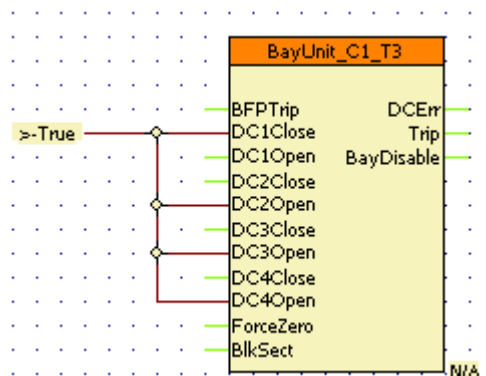 BayUnit_C1_T3
BFPTrip DCErr
>-True DC1Close Trip
DC1Open BayDisable
DC2Close
DC2Open
DC3Close
DC3Open
DC4Close
DC4Open
ForceZero
BlkSect
N/A